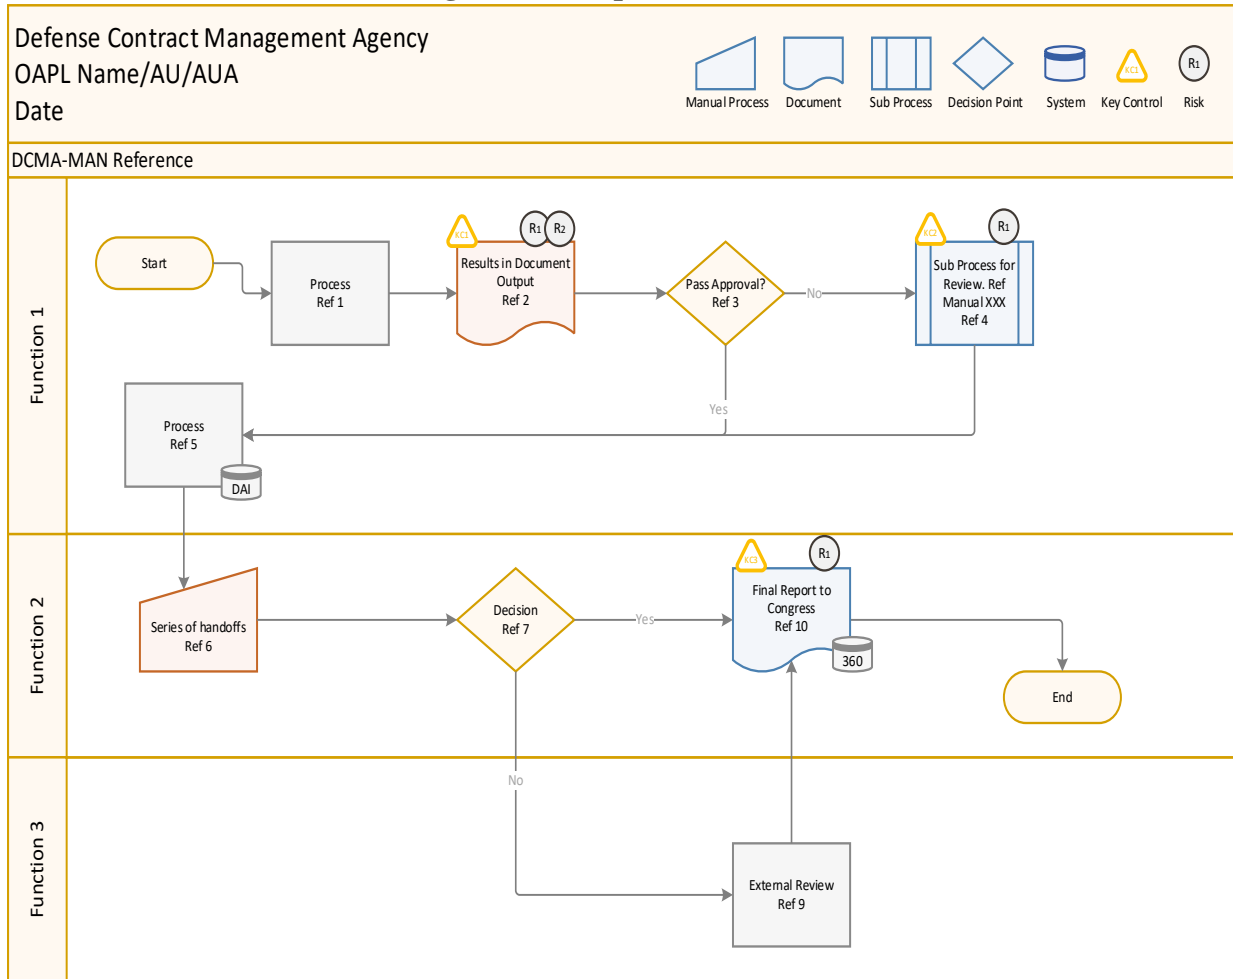 Defense Contract Management Agency
OAPL Name/AU/AUA
Date
KC1
R1
Manual Process
Document
Sub Process
Decision Point
System
Key Control
Risk
DCMA-MAN Reference
Function 1
Start
Process
Ref 1
KC1
R1
R2
Results in Document
Output
Ref 2
Pass Approval?
Ref 3
No
Yes
KC2
R1
Sub Process for
Review. Ref
Manual XXX
Ref 4
Process
Ref 5
DAI
Function 2
Series of handoffs
Ref 6
Decision
Ref 7
Yes
No
KC3
R1
Final Report to
Congress
Ref 10
360
End
Function 3
External Review
Ref 9